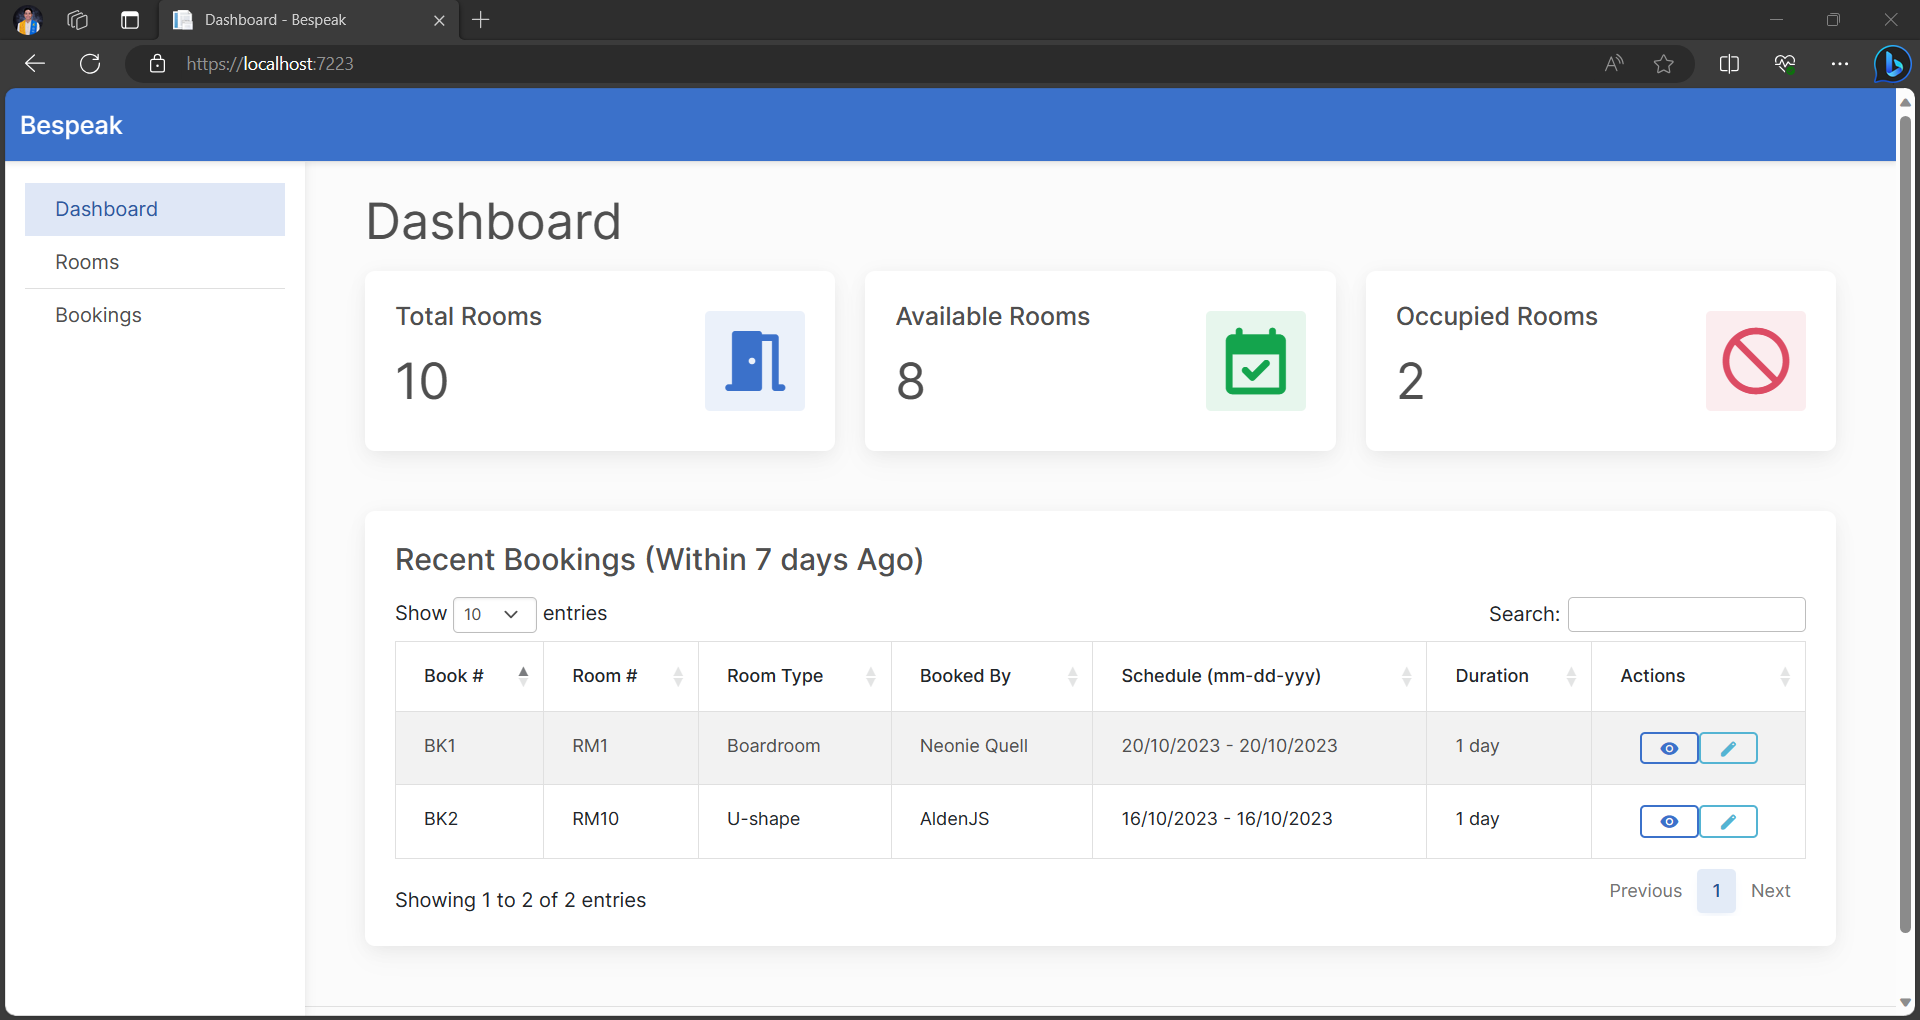 Dashboard - Bespeak
https://localhost:7223
Bespeak
Dashboard
Rooms
Bookings
Dashboard
Total Rooms
10
Available Rooms
8
Occupied Rooms
2
Recent Bookings (Within 7 days Ago)
Show 10 entries
Search:
Book # Room # Room Type Booked By Schedule (mm-dd-yyy) Duration Actions
BK1 RM1 Boardroom Neonie Quell 20/10/2023 - 20/10/2023 1 day
BK2 RM10 U-shape AldenJS 16/10/2023 - 16/10/2023 1 day
Showing 1 to 2 of 2 entries
Previous 1 Next